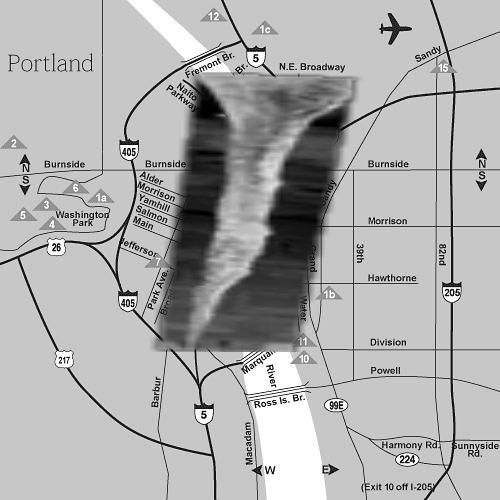 12
1c
Fremont Br.
5
Sandy
Portland
Br.
N.E. Broadway
15
Naito
Parkway
405
2
N
S
Burnside
Burnside
Burnside
N
S
Alder
Morrison
Yamhill
Salmon
Main
6
1a
3
5
Washington
Park
4
Morrison
26
Jefferson
7
39th
82nd
Grand
Park Ave.
Hawthorne
405
1b
Water
205
217
11
10
Division
River
Powell
Barbur
5
Ross Is. Br.
99E
Macadam
Harmony Rd.
Sunnyside
Rd.
224
W
E
(Exit 10 off I-205)